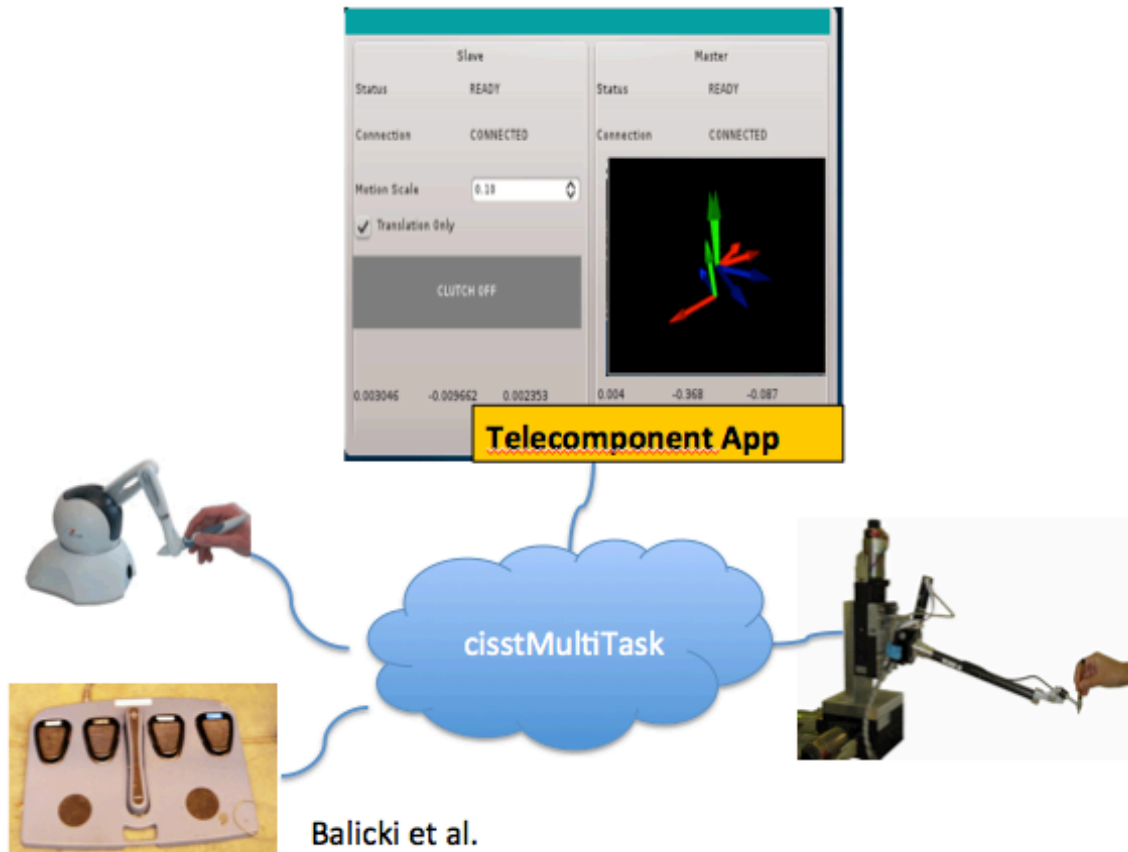 Slave
Status READY
Connection CONNECTED
Motion Scale 0.10
Translation Only
CLUTCH OFF
0.003046 -0.009662 0.002353
Master
Status READY
Connection CONNECTED
0.004 -0.368 -0.087
Telecomponent App
cisstMultiTask
Balicki et al.